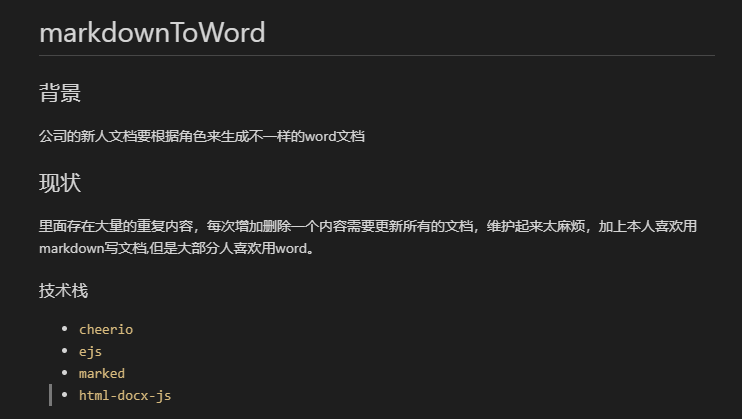 markdownToWord
背景
公司的新人文档要根据角色来生成不一样的word文档
现状
里面存在大量的重复内容，每次增加删除一个内容需要更新所有的文档，维护起来太麻烦，加上本人喜欢用
markdown写文档,但是大部分人喜欢用word。
技术栈
• cheerio
• ejs
• marked
• html-docx-js